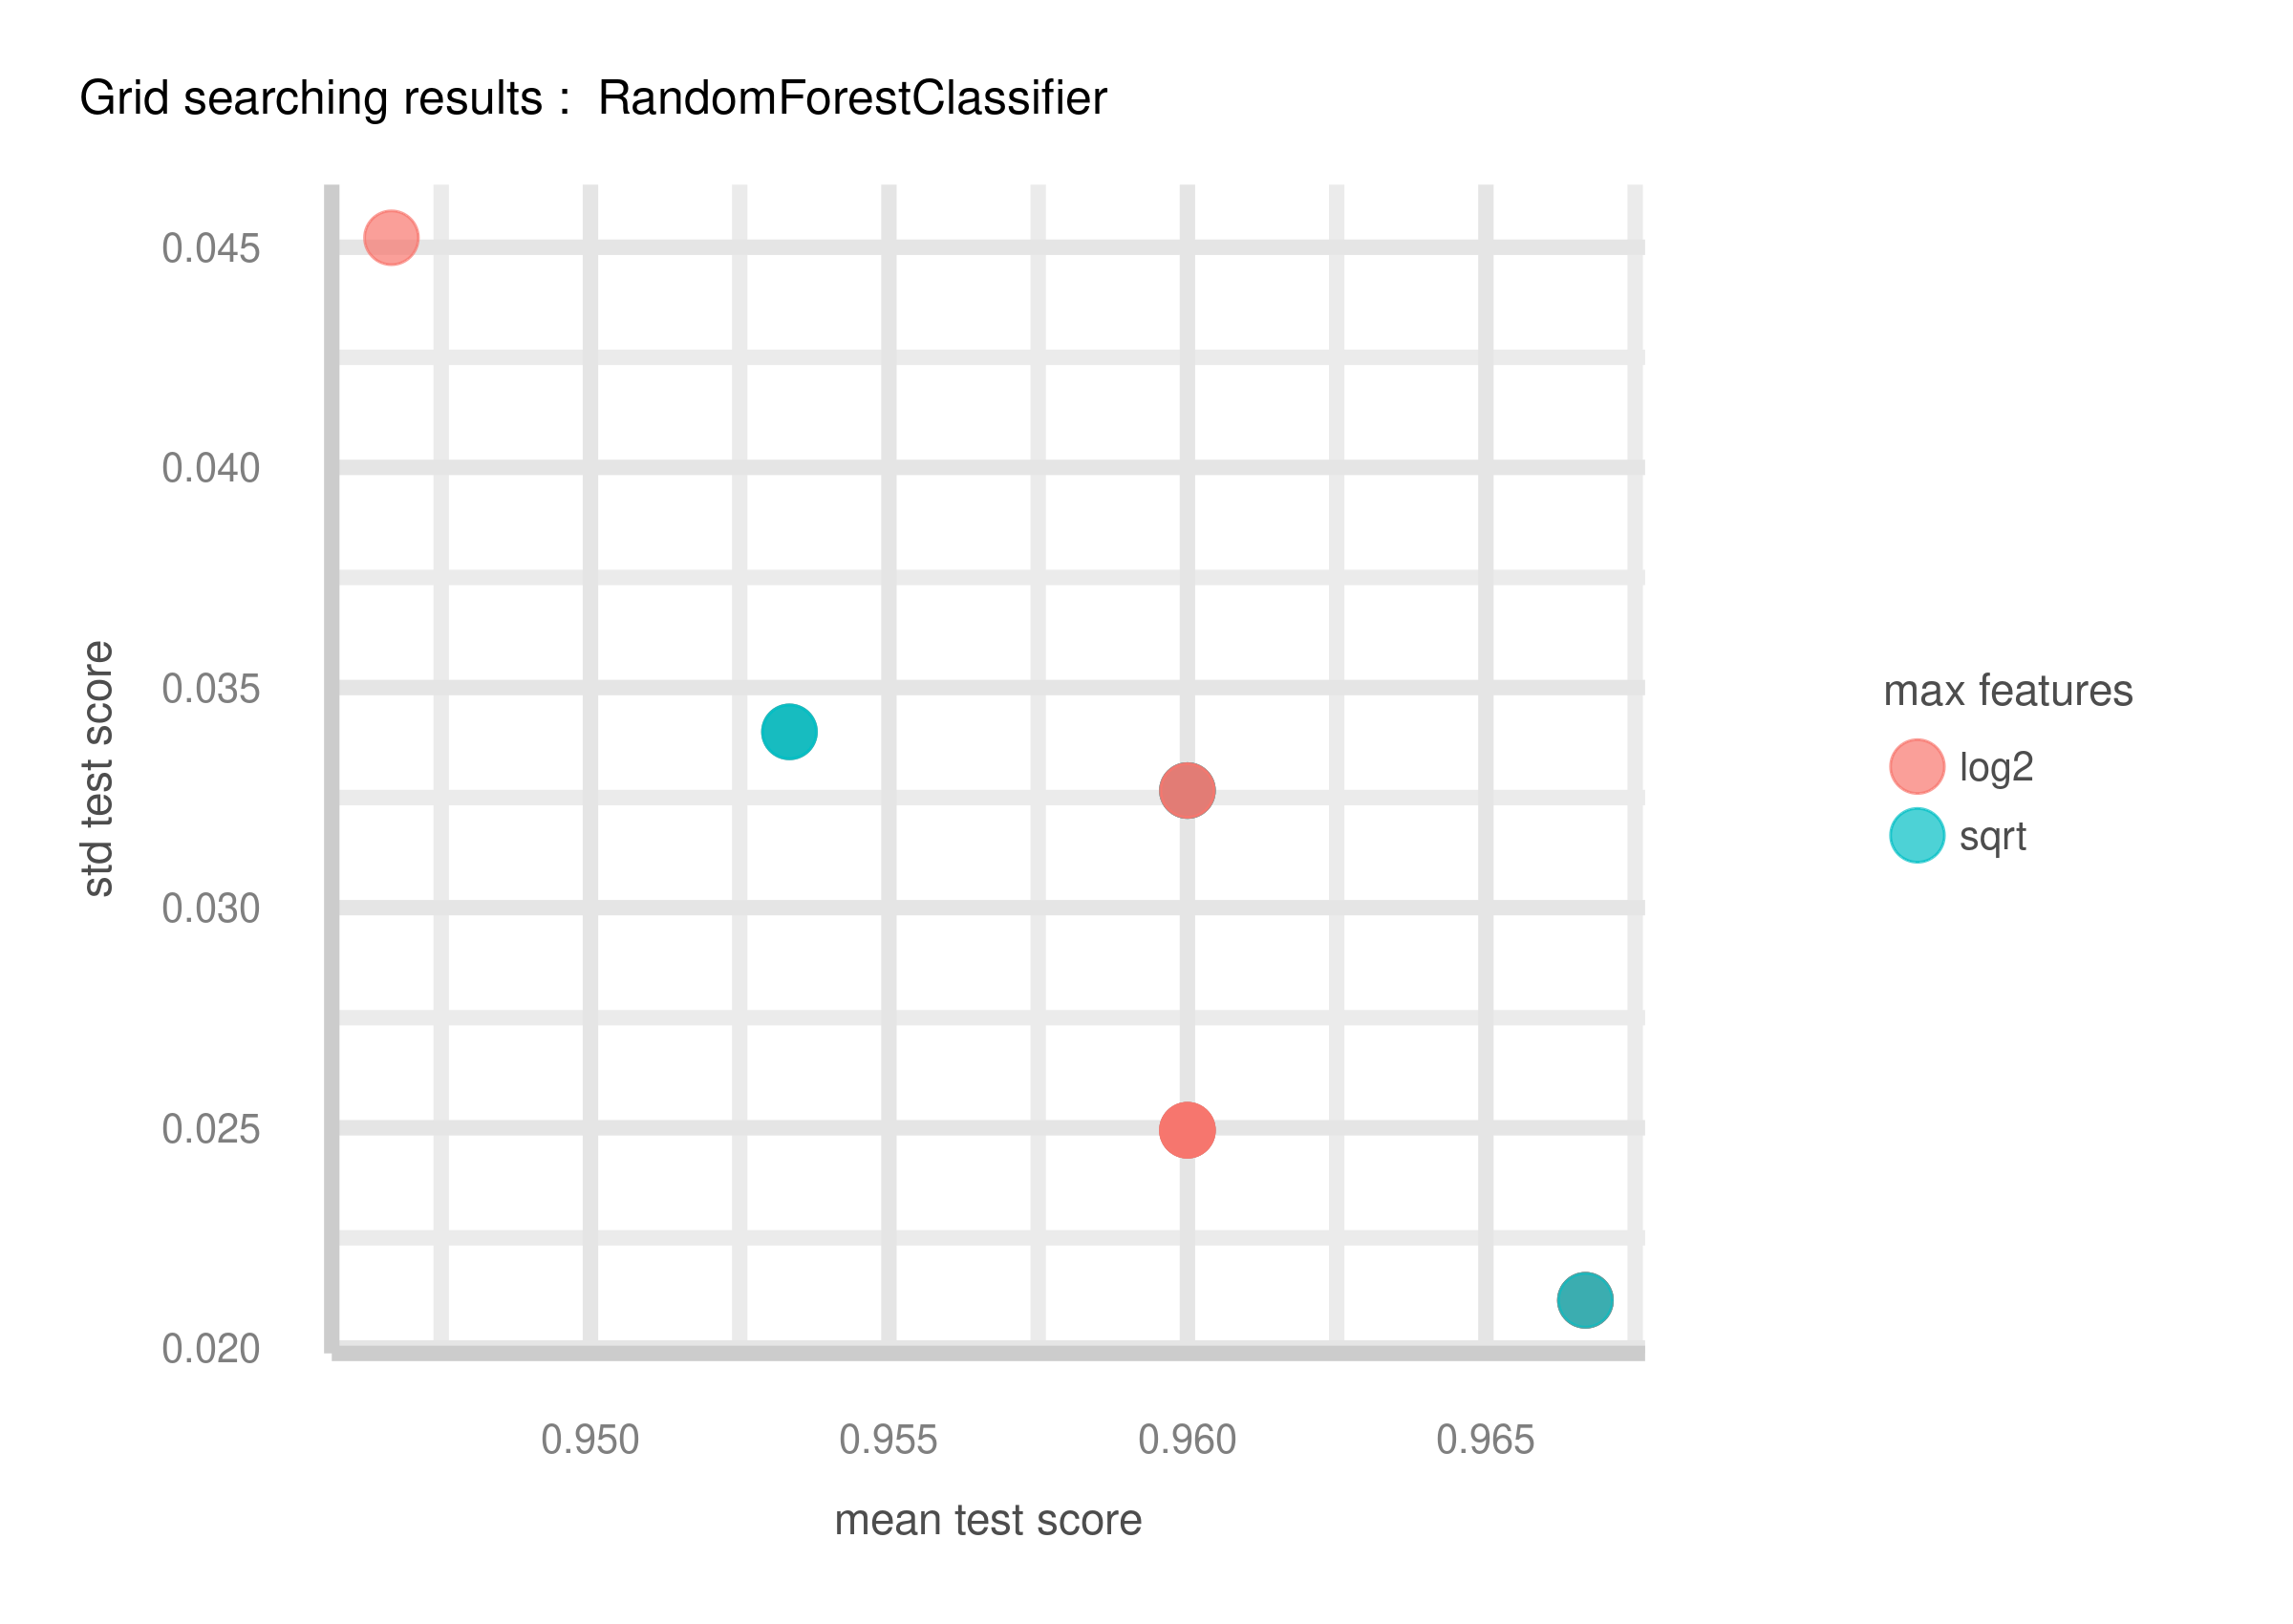 Grid searching results :  RandomForestClassifier
0.045
0.040
0.035
0.030
0.025
0.020
std test score
0.950 0.955 0.960 0.965
mean test score
max features
log2
sqrt